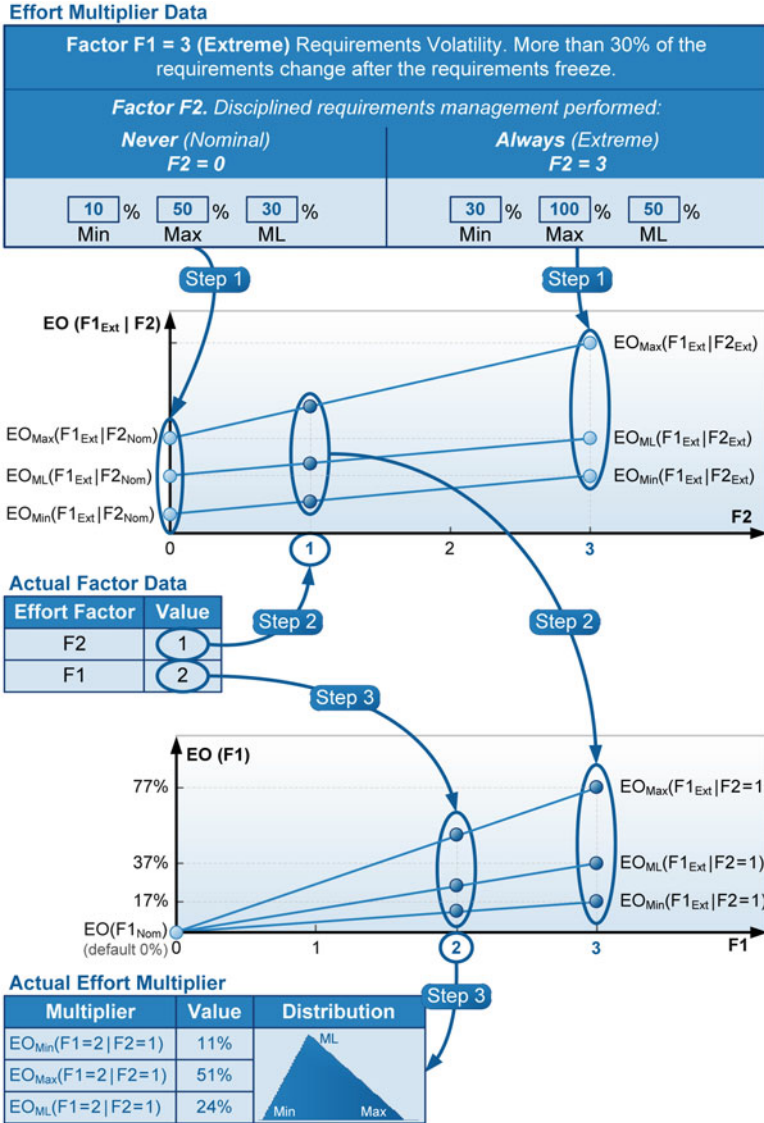 Effort Multiplier Data
Factor F1 = 3 (Extreme) Requirements Volatility. More than 30% of the
requirements change after the requirements freeze.
Factor F2. Disciplined requirements management performed:
Never (Nominal)
F2 = 0
Always (Extreme)
F2 = 3
10 % 50 % 30 %
Min Max ML
30 % 100 % 50 %
Min Max ML
Step 1
Step 1
EO (F1Ext | F2)
EOMax(F1Ext|F2Ext)
EOMax(F1Ext|F2Nom)
EOML(F1Ext|F2Ext)
EOML(F1Ext|F2Nom)
EOMin(F1Ext|F2Ext)
EOMin(F1Ext|F2Nom)
F2
0 1 2 3
Actual Factor Data
Effort Factor Value
F2 1
F1 2
Step 2
Step 2
Step 3
EO (F1)
77%
EOMax(F1Ext|F2=1
37%
EOML(F1Ext|F2=1)
17%
EOMin(F1Ext|F2=1)
EO(F1Nom)
(default 0%)
0 1 2 3
F1
Actual Effort Multiplier
Step 3
Multiplier Value Distribution
EOMin(F1=2|F2=1) 11%
EOMax(F1=2|F2=1) 51%
EOML(F1=2|F2=1) 24%
ML
Min Max